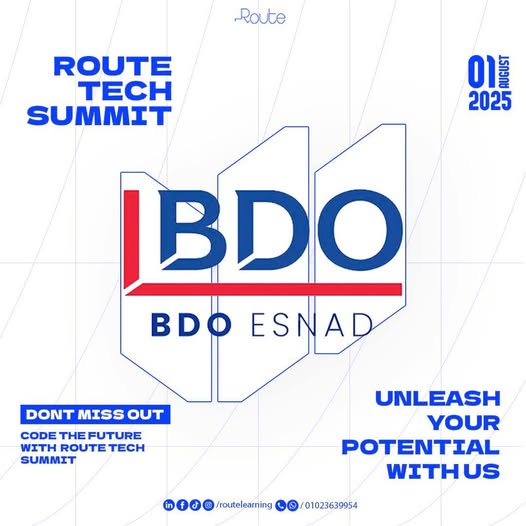 Route
ROUTE
TECH
SUMMIT
01 AUGUST
2025
BDO
BDO ESNAD
DONT MISS OUT
CODE THE FUTURE
WITH ROUTE TECH
SUMMIT
UNLEASH
YOUR
POTENTIAL
WITH US
/routelearning / 01023639954